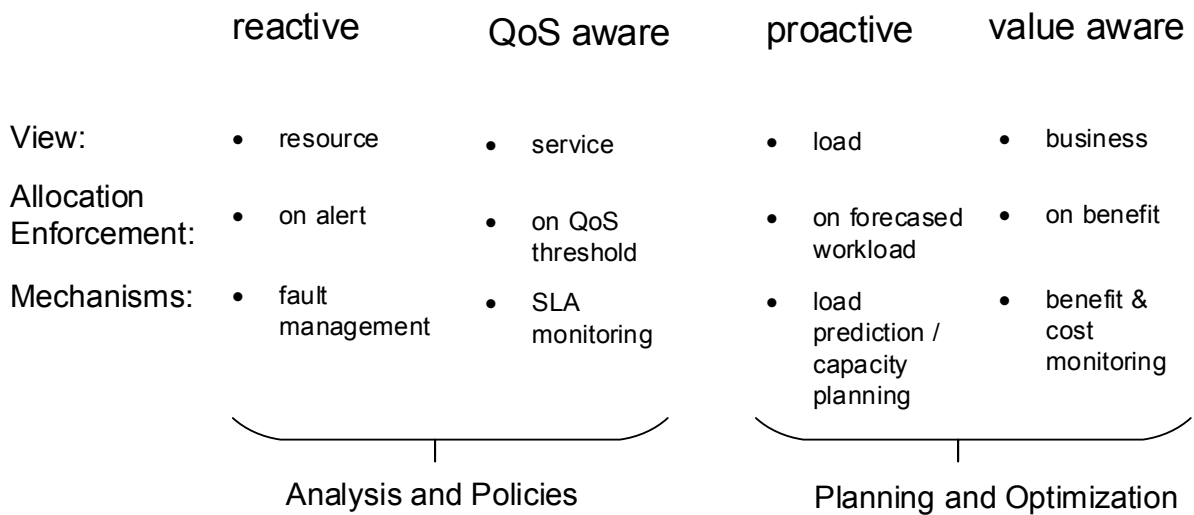 reactive QoS aware proactive value aware
View: • resource • service • load • business
Allocation
Enforcement: • on alert • on QoS
threshold • on forecased
workload • on benefit
Mechanisms: • fault
management • SLA
monitoring • load
prediction /
capacity
planning • benefit &
cost
monitoring
Analysis and Policies Planning and Optimization